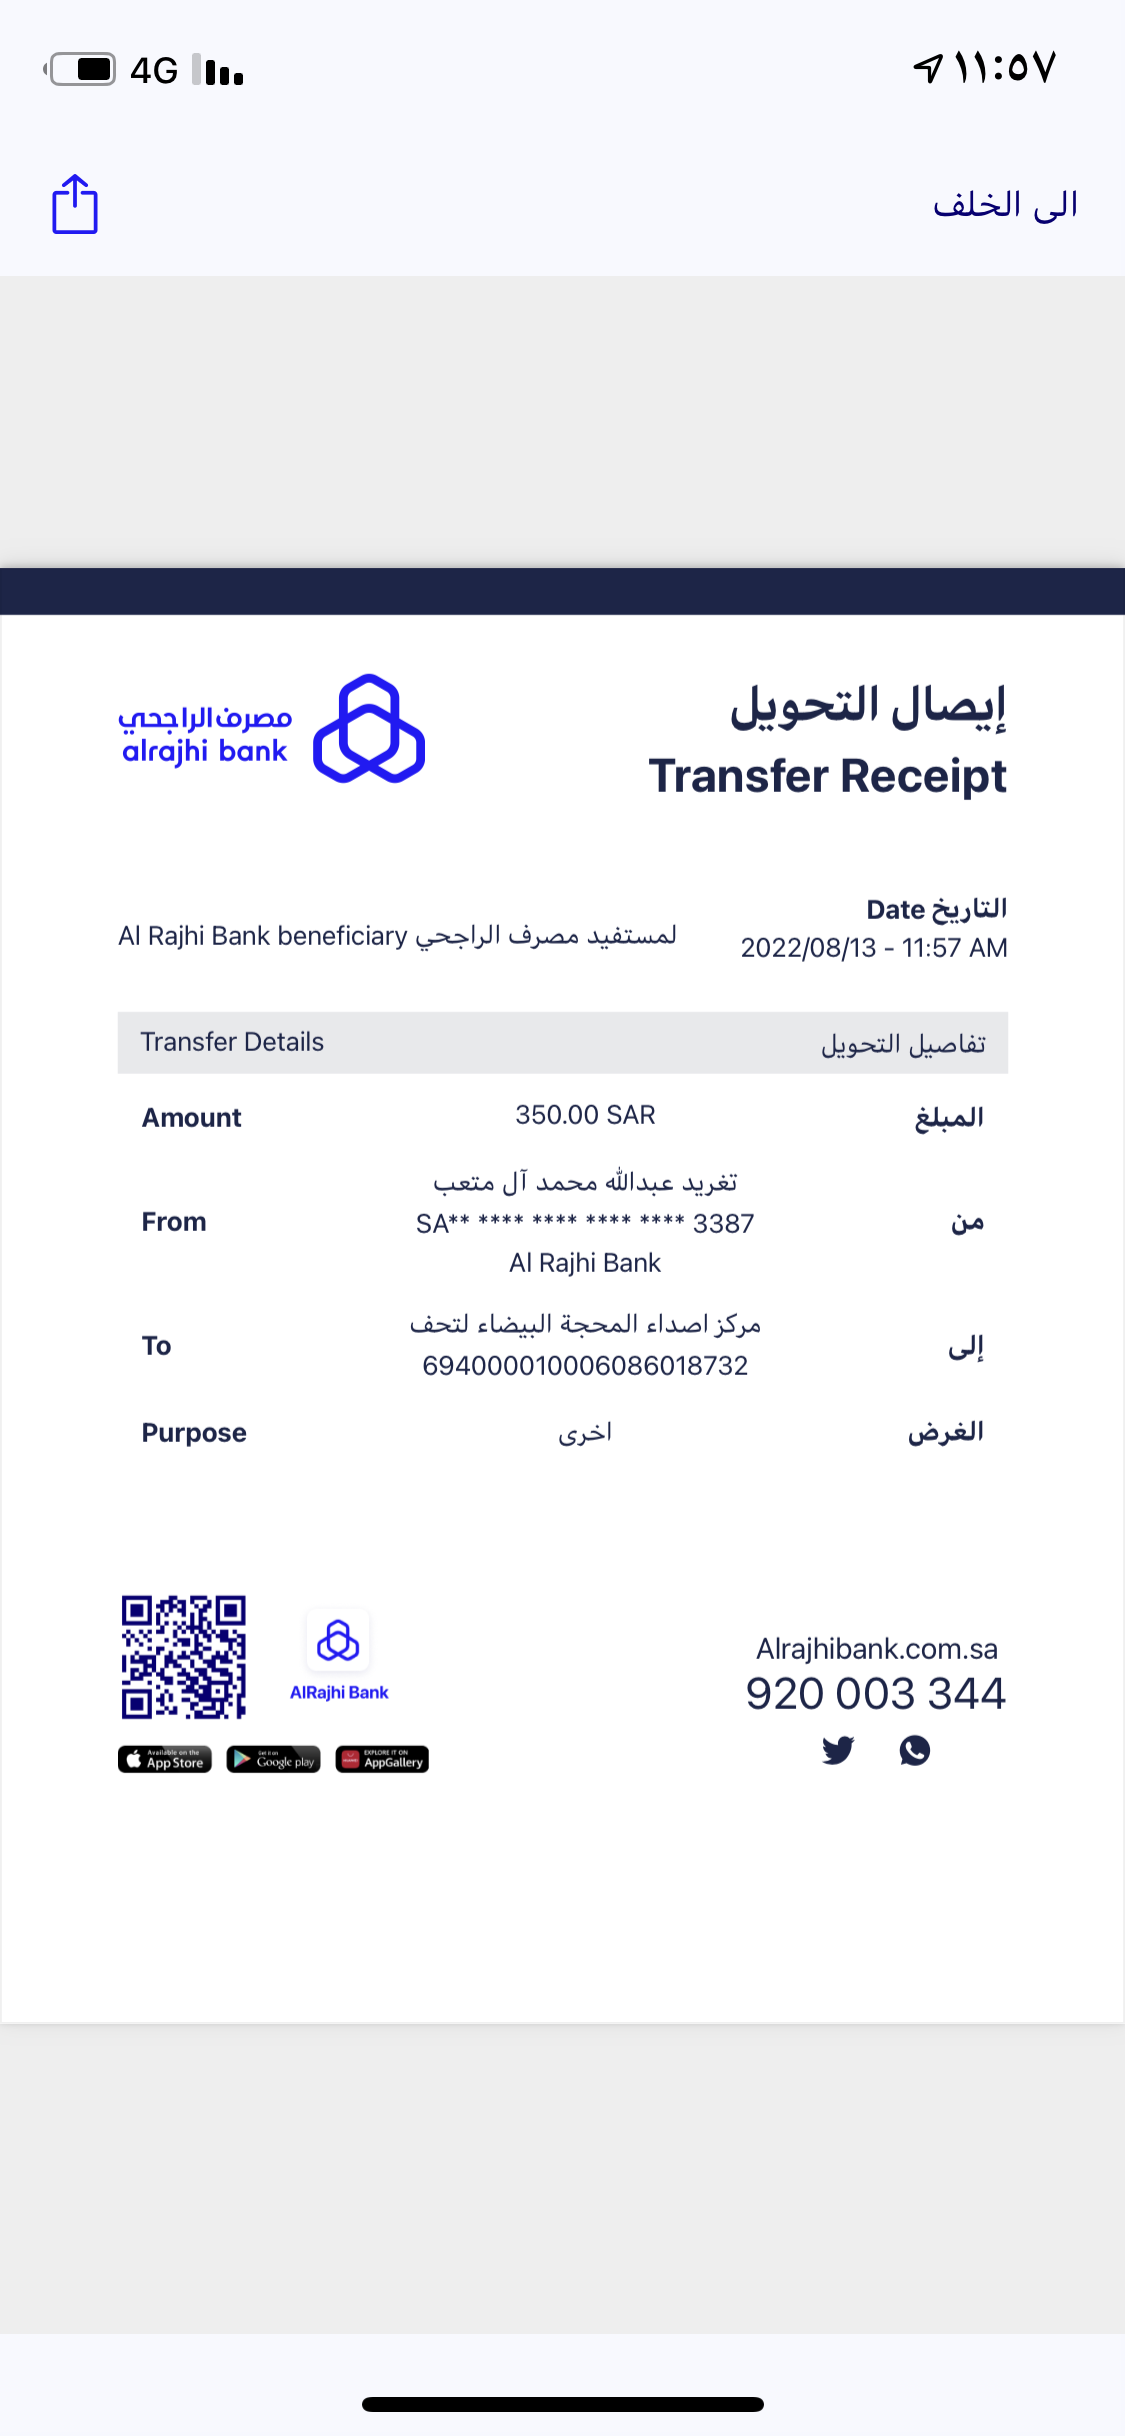 4G ١١:٥٧
الى الخلف
إيصال التحويل
Transfer Receipt
مصرف الراجحي
alrajhi bank
التاريخ Date
2022/08/13 - 11:57 AM
لمستفيد مصرف الراجحي Al Rajhi Bank beneficiary
Transfer Details تفاصيل التحويل
Amount 350.00 SAR المبلغ
تغريد عبدالله محمد آل متعب
From SA** **** **** **** **** 3387 من
Al Rajhi Bank
مركز اصداء المحجة البيضاء لتحف
To إلى
694000010006086018732
Purpose اخرى الغرض
AlRajhi Bank
Available on the App Store
Get it on Google play
EXPLORE IT ON AppGallery
Alrajhibank.com.sa
920 003 344